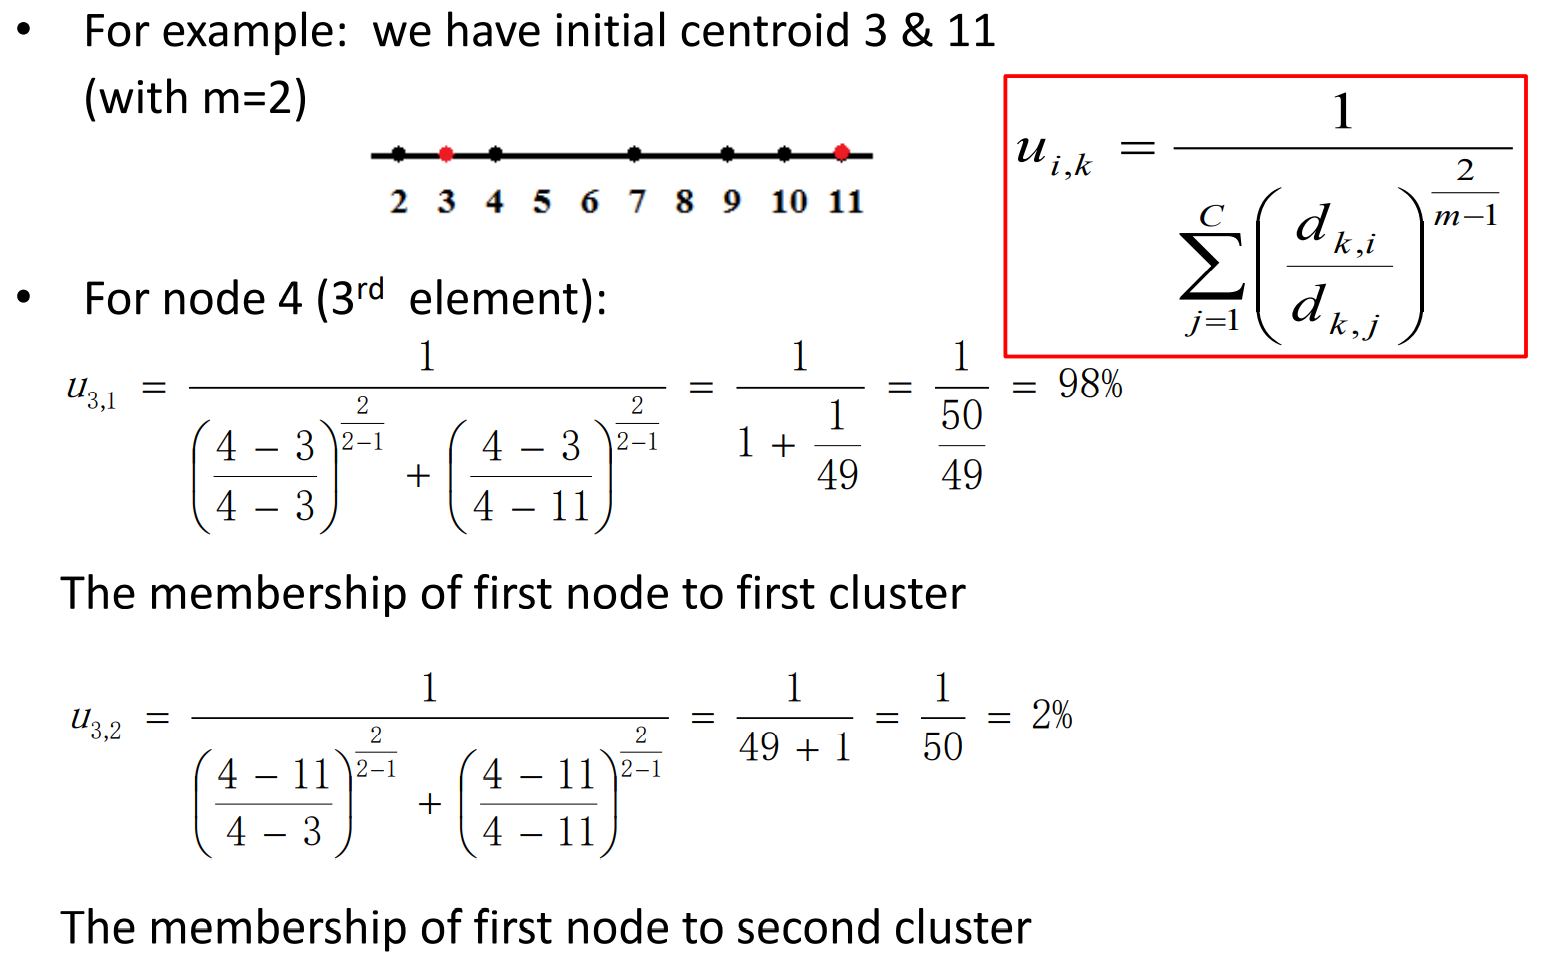 • For example: we have initial centroid 3 & 11
(with m=2)
2 3 4 5 6 7 8 9 10 11
u_{i,k} = \frac{1}{\sum_{j=1}^{C} \left( \frac{d_{k,i}}{d_{k,j}} \right)^{\frac{2}{m-1}}}
• For node 4 (3rd element):
u_{3,1} = \frac{1}{\left( \frac{4-3}{4-3} \right)^{\frac{2}{2-1}} + \left( \frac{4-3}{4-11} \right)^{\frac{2}{2-1}}} = \frac{1}{1 + \frac{1}{49}} = \frac{1}{\frac{50}{49}} = 98%
The membership of first node to first cluster
u_{3,2} = \frac{1}{\left( \frac{4-11}{4-3} \right)^{\frac{2}{2-1}} + \left( \frac{4-11}{4-11} \right)^{\frac{2}{2-1}}} = \frac{1}{49 + 1} = \frac{1}{50} = 2%
The membership of first node to second cluster